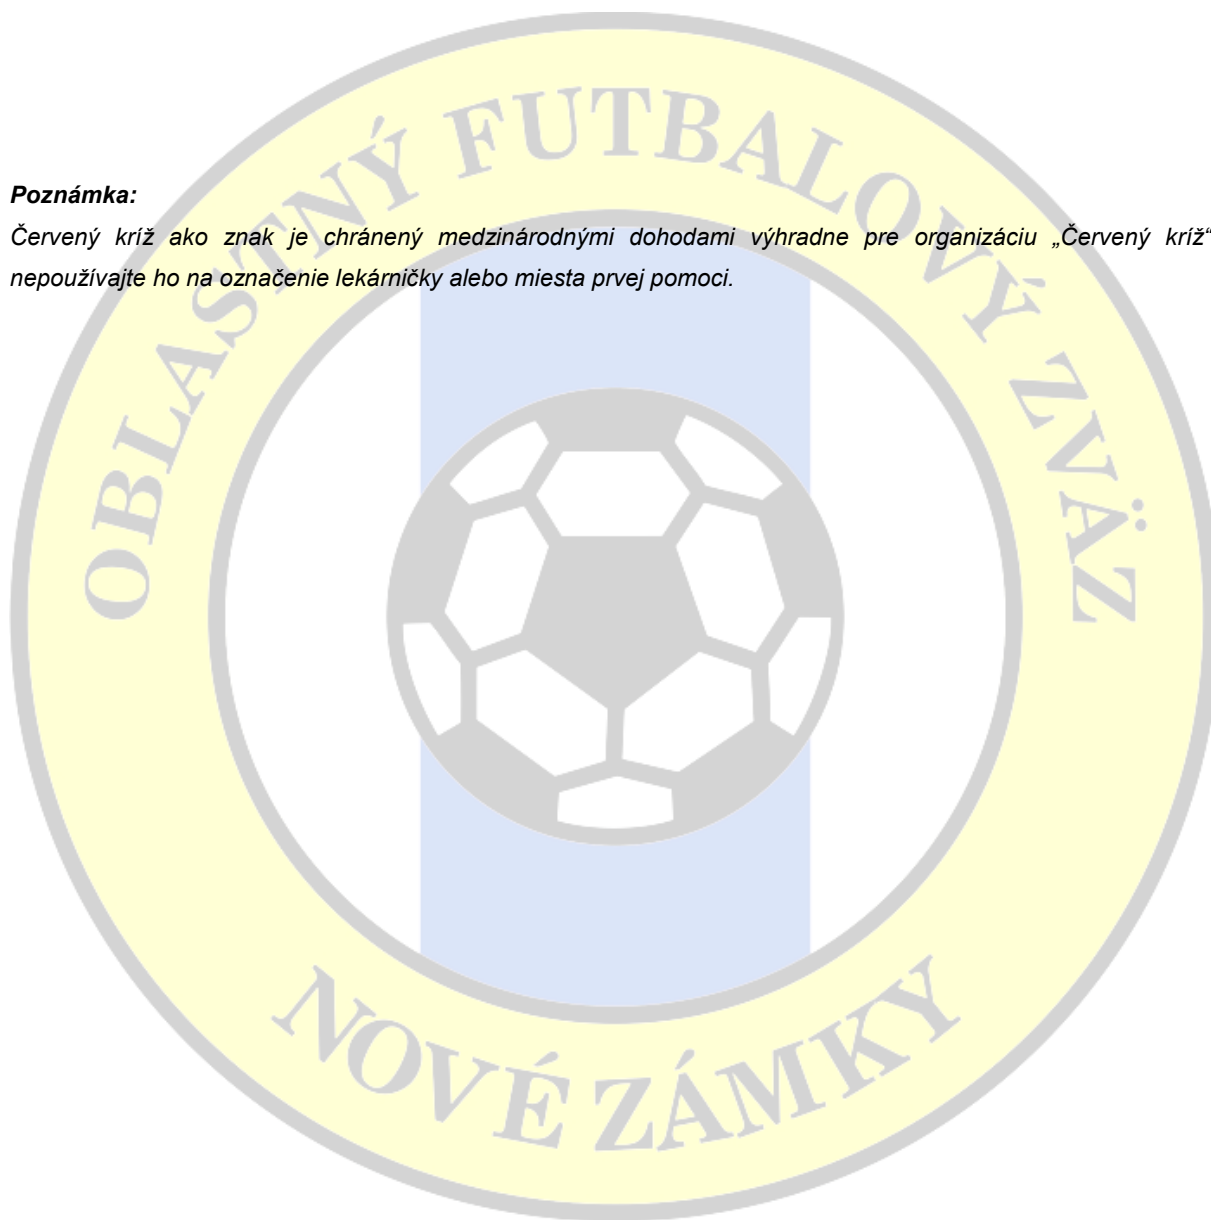 OBLASTNÝ FUTBALOVÝ ZVÄZ
Poznámka:
Červený kríž ako znak je chránený medzinárodnými dohodami výhradne pre organizáciu „Červený kríž“
nepoužívajte ho na označenie lekárničky alebo miesta prvej pomoci.
NOVÉ ZÁMKY